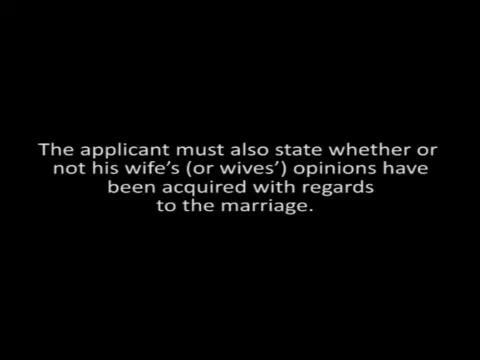 The applicant must also state whether or
not his wife's (or wives') opinions have
been acquired with regards
to the marriage.